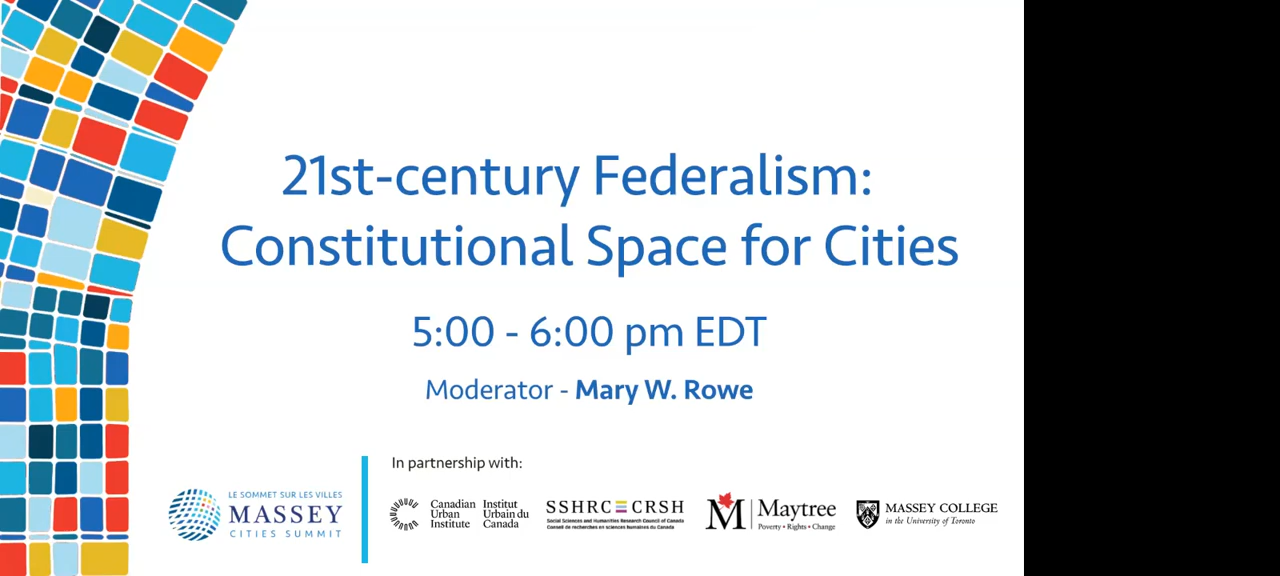 21st-century Federalism:
Constitutional Space for Cities
5:00 - 6:00 pm EDT
Moderator - Mary W. Rowe
In partnership with:
LE SOMMET SUR LES VILLES
MASSEY
CITIES SUMMIT
Canadian
Urban
Institute
Institut
Urbain du
Canada
SSHRC CRSH
Social Sciences and Humanities Research Council of Canada
Conseil de recherches en sciences humaines du Canada
Maytree
Poverty • Rights • Change
MASSEY COLLEGE
in the University of Toronto